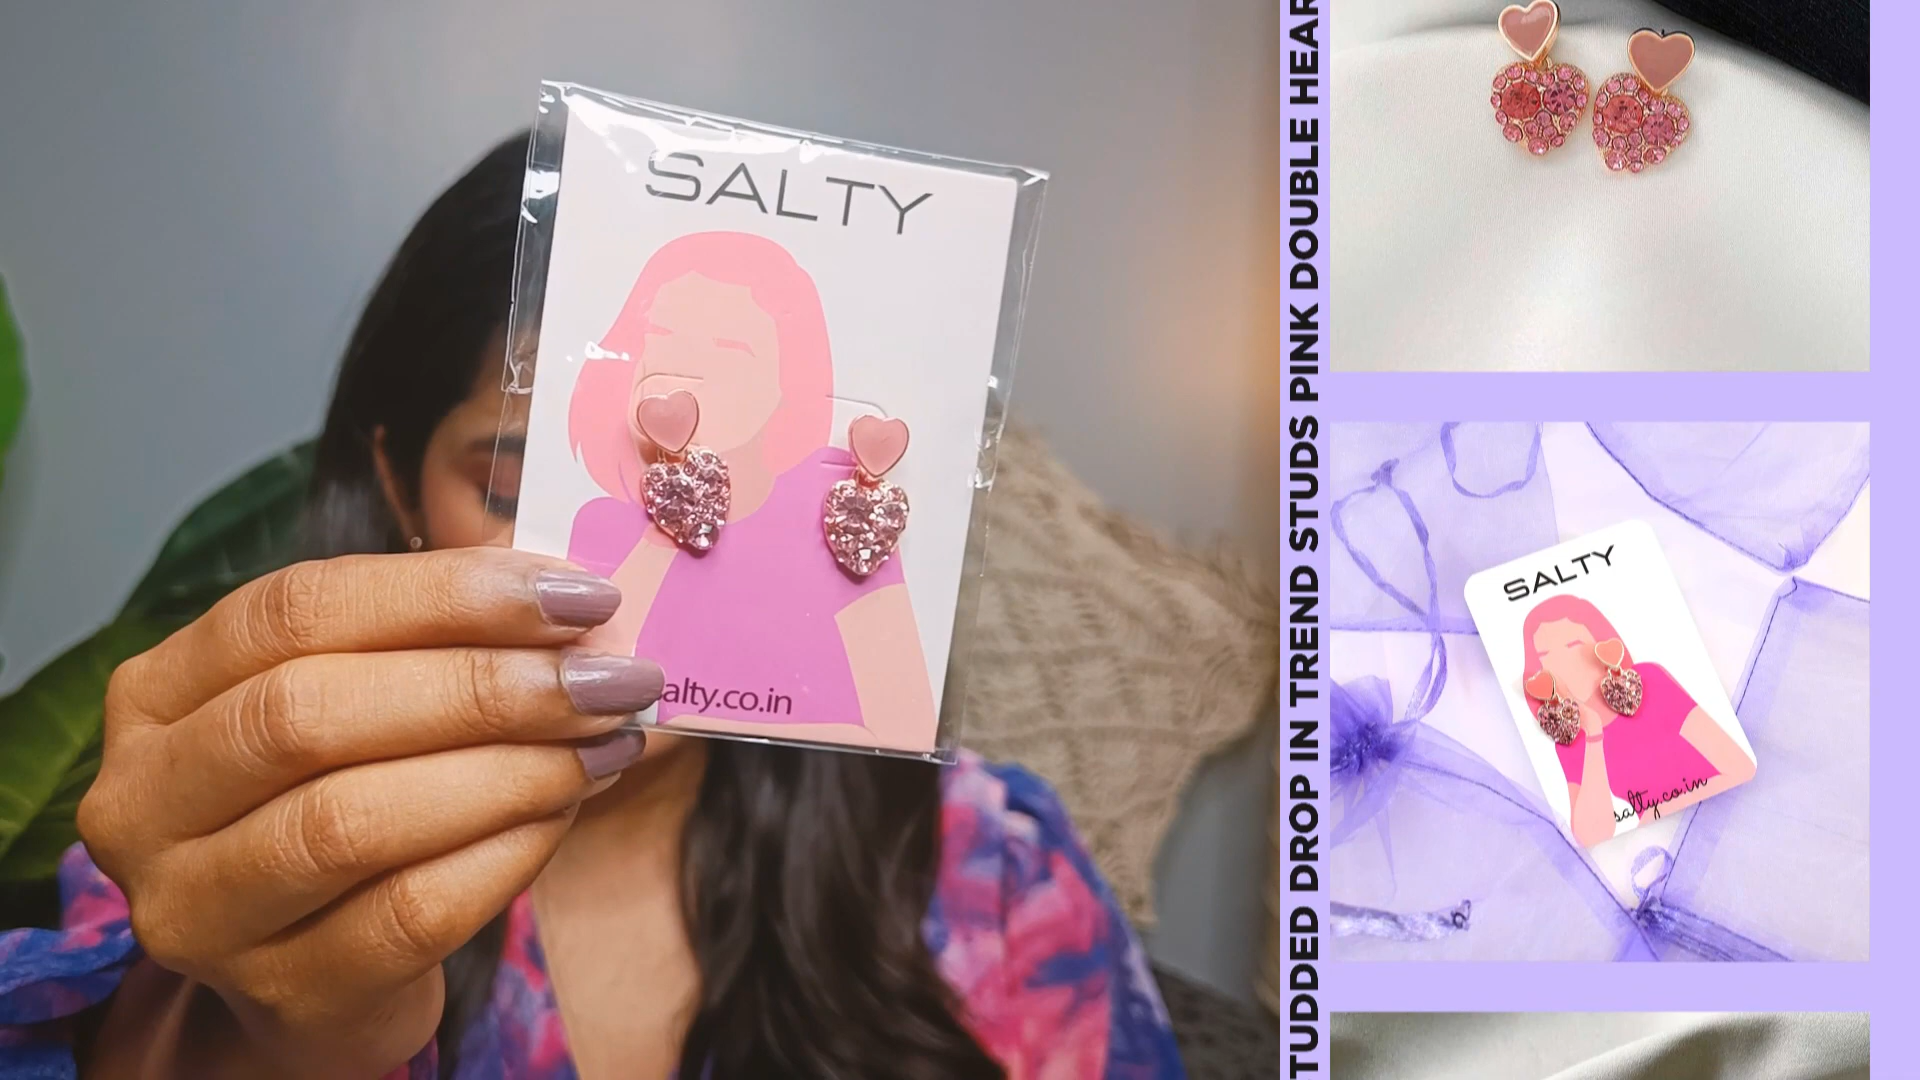 SALTY
alty.co.in
TUDDED DROP IN TREND STUDS PINK DOUBLE HEAR
SALTY
salty.co.in